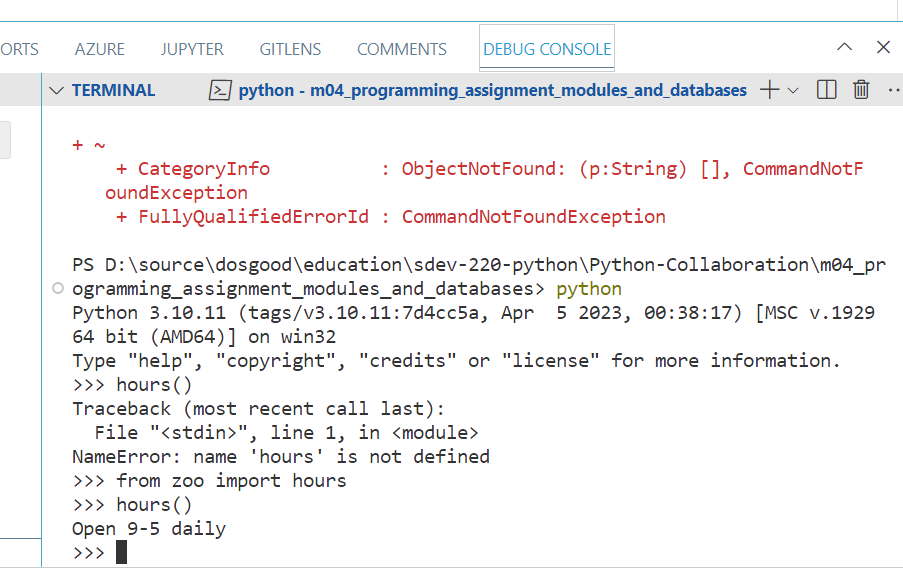 ORTS AZURE JUPYTER GITLENS COMMENTS DEBUG CONSOLE
TERMINAL python - m04_programming_assignment_modules_and_databases
+ ~
+ CategoryInfo : ObjectNotFound: (p:String) [], CommandNotF
oundException
+ FullyQualifiedErrorId : CommandNotFoundException
PS D:\source\dosgood\education\sdev-220-python\Python-Collaboration\m04_pr
ogramming_assignment_modules_and_databases> python
Python 3.10.11 (tags/v3.10.11:7d4cc5a, Apr  5 2023, 00:38:17) [MSC v.1929
64 bit (AMD64)] on win32
Type "help", "copyright", "credits" or "license" for more information.
>>> hours()
Traceback (most recent call last):
  File "<stdin>", line 1, in <module>
NameError: name 'hours' is not defined
>>> from zoo import hours
>>> hours()
Open 9-5 daily
>>>